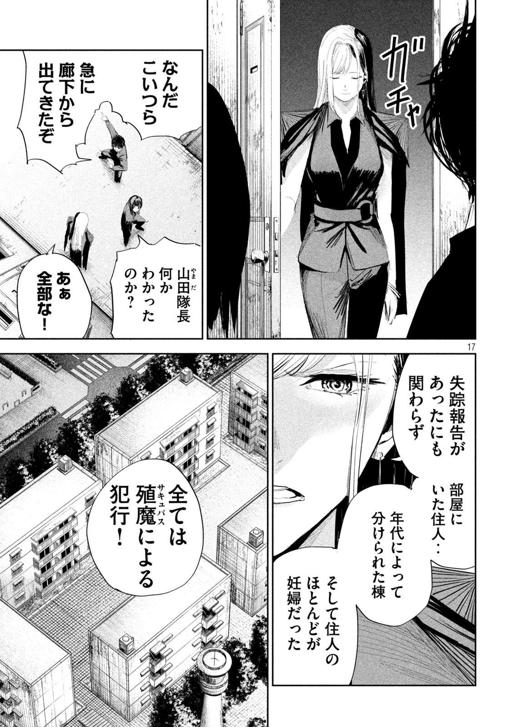 ガチャ
なんだ
こいつら
急に
廊下から
出てきたぞ
山田隊長
やまだ
何か
わかった
のか?
あぁ
全部な!
17
失踪報告が
あったにも
関わらず
部屋に
いた住人‥
年代によって
分けられた棟
そして住人の
ほとんどが
妊婦だった
全ては
殖魔による
サキュバス
犯行!